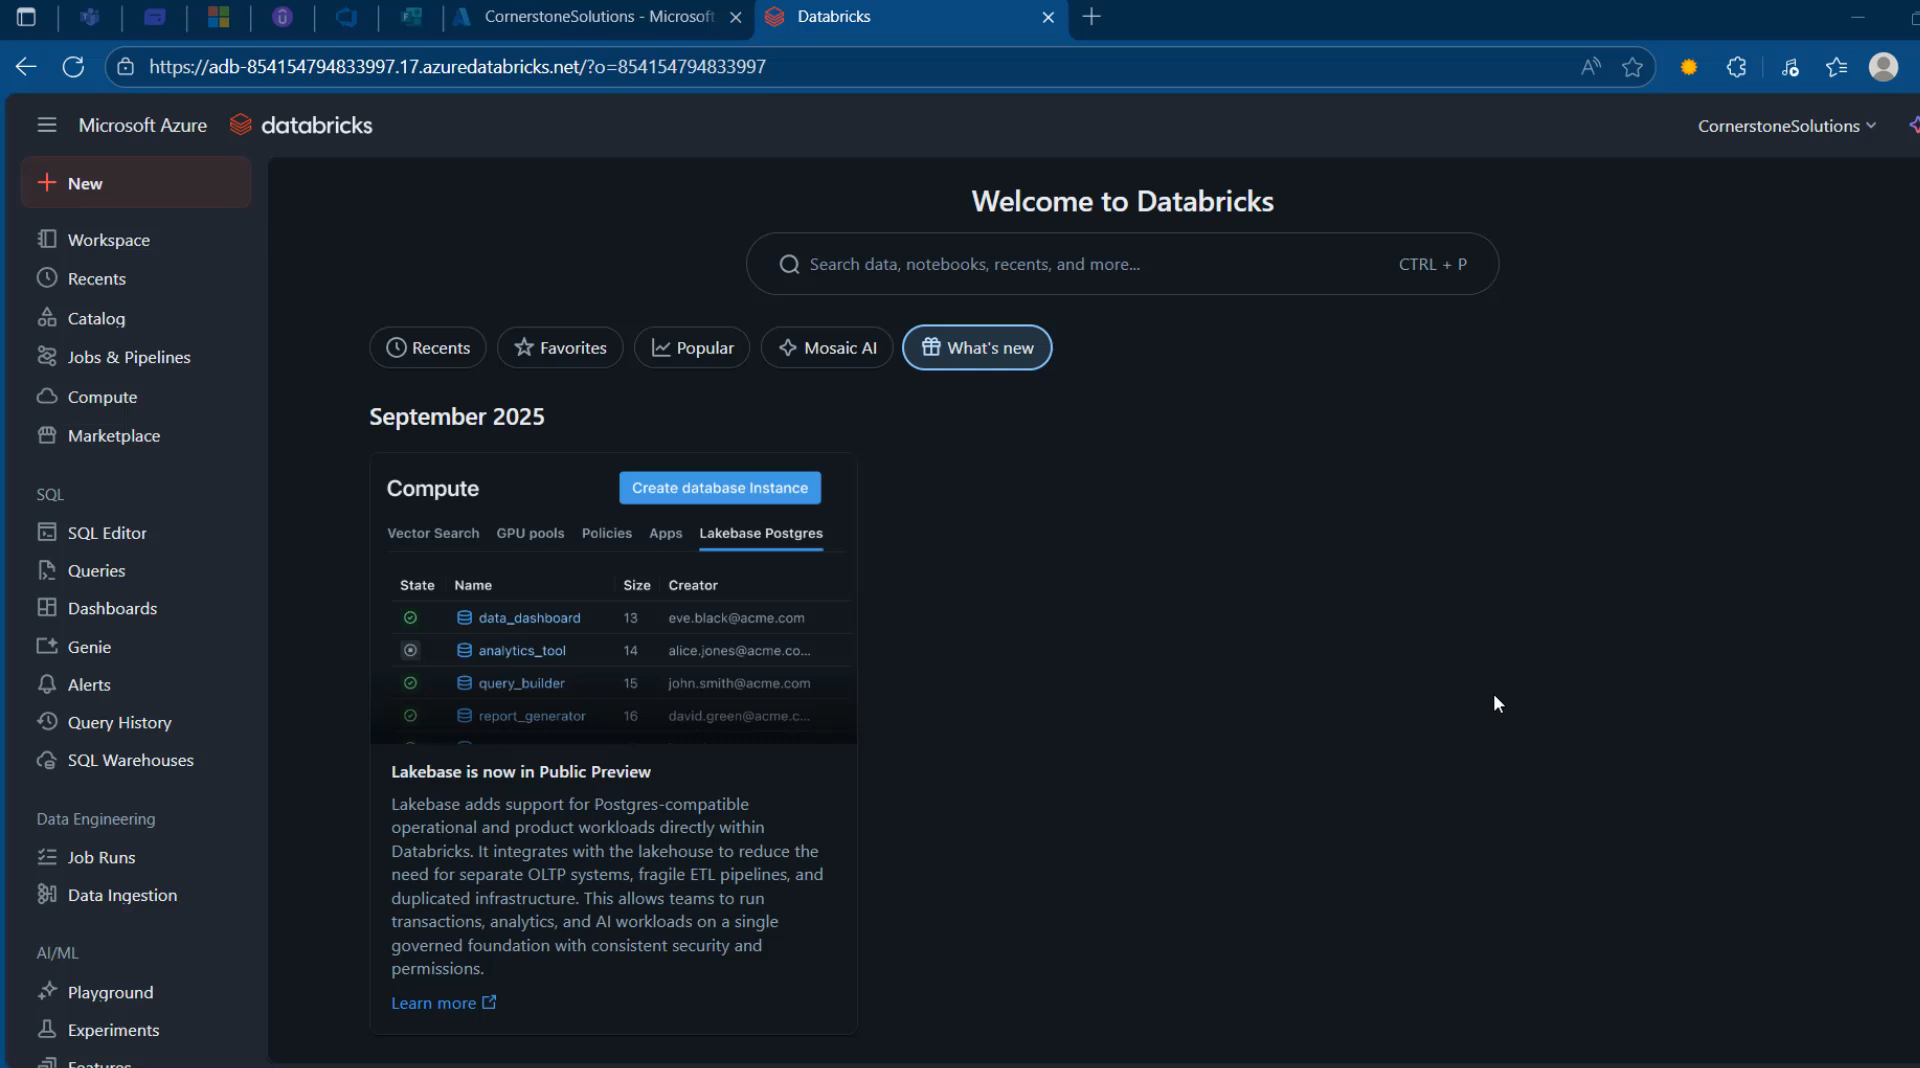 CornerstoneSolutions - Microsoft
Databricks
https://adb-854154794833997.17.azuredatabricks.net/?o=854154794833997
Microsoft Azure
databricks
CornerstoneSolutions
New
Workspace
Recents
Catalog
Jobs & Pipelines
Compute
Marketplace
SQL
SQL Editor
Queries
Dashboards
Genie
Alerts
Query History
SQL Warehouses
Data Engineering
Job Runs
Data Ingestion
AI/ML
Playground
Experiments
Features
Welcome to Databricks
Search data, notebooks, recents, and more... CTRL + P
Recents Favorites Popular Mosaic AI What's new
September 2025
Compute Create database Instance
Vector Search GPU pools Policies Apps Lakebase Postgres
State Name Size Creator
data_dashboard 13 eve.black@acme.com
analytics_tool 14 alice.jones@acme.co...
query_builder 15 john.smith@acme.com
report_generator 16 david.green@acme.c...
Lakebase is now in Public Preview
Lakebase adds support for Postgres-compatible
operational and product workloads directly within
Databricks. It integrates with the lakehouse to reduce the
need for separate OLTP systems, fragile ETL pipelines, and
duplicated infrastructure. This allows teams to run
transactions, analytics, and AI workloads on a single
governed foundation with consistent security and
permissions.
Learn more